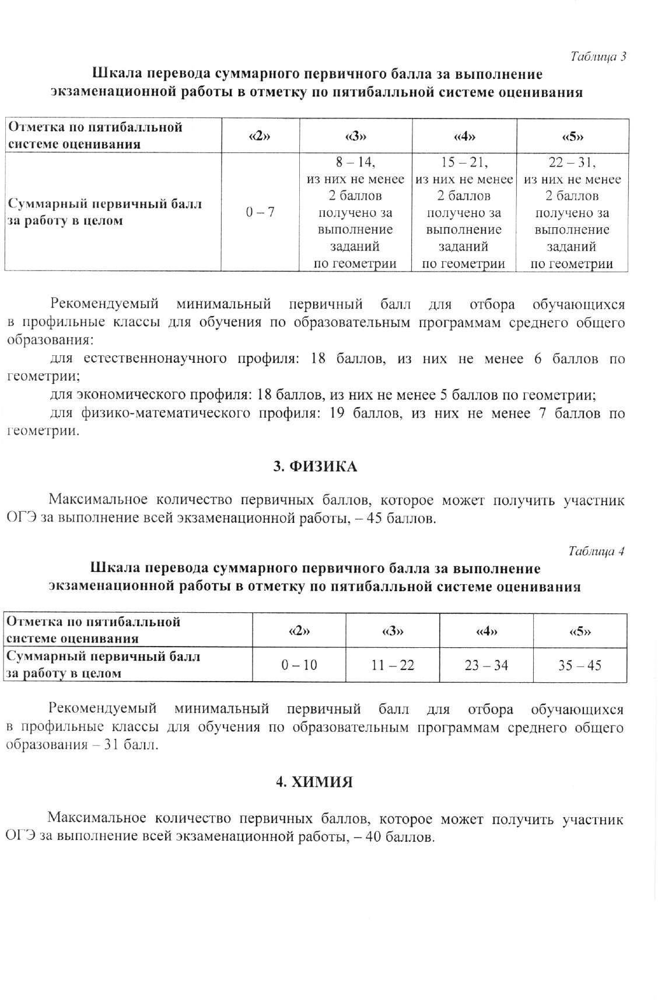 Таблица 3
Шкала перевода суммарного первичного балла за выполнение
экзаменационной работы в отметку по пятибалльной системе оценивания
Отметка по пятибалльной
системе оценивания
«2»
«3»
«4»
«5»
Суммарный первичный балл
за работу в целом
0 – 7
8 – 14,
из них не менее
2 баллов
получено за
выполнение
заданий
по геометрии
15 – 21,
из них не менее
2 баллов
получено за
выполнение
заданий
по геометрии
22 – 31,
из них не менее
2 баллов
получено за
выполнение
заданий
по геометрии
Рекомендуемый минимальный первичный балл для отбора обучающихся
в профильные классы для обучения по образовательным программам среднего общего
образования:
для естественнонаучного профиля: 18 баллов, из них не менее 6 баллов по
геометрии;
для экономического профиля: 18 баллов, из них не менее 5 баллов по геометрии;
для физико-математического профиля: 19 баллов, из них не менее 7 баллов по
геометрии.
3. ФИЗИКА
Максимальное количество первичных баллов, которое может получить участник
ОГЭ за выполнение всей экзаменационной работы, – 45 баллов.
Таблица 4
Шкала перевода суммарного первичного балла за выполнение
экзаменационной работы в отметку по пятибалльной системе оценивания
Отметка по пятибалльной
системе оценивания
«2»
«3»
«4»
«5»
Суммарный первичный балл
за работу в целом
0 – 10
11 – 22
23 – 34
35 – 45
Рекомендуемый минимальный первичный балл для отбора обучающихся
в профильные классы для обучения по образовательным программам среднего общего
образования – 31 балл.
4. ХИМИЯ
Максимальное количество первичных баллов, которое может получить участник
ОГЭ за выполнение всей экзаменационной работы, – 40 баллов.